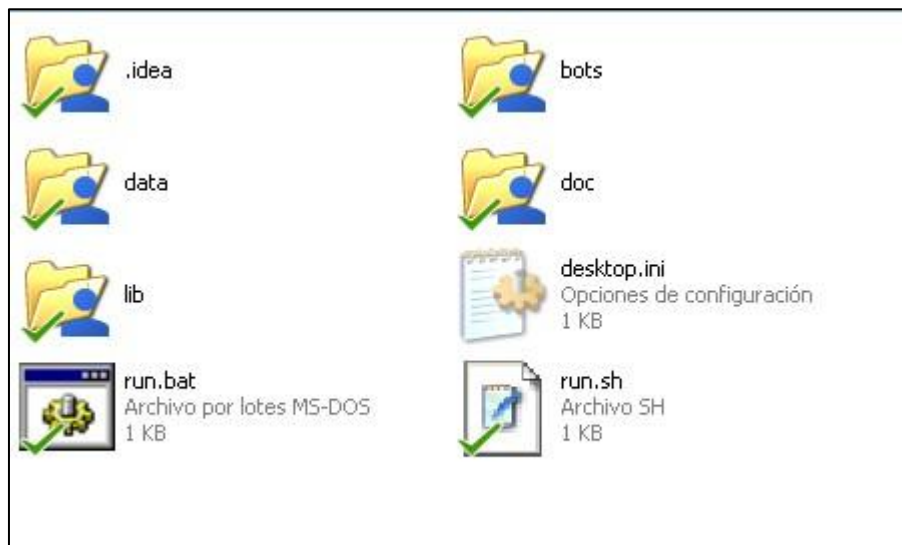 .idea
bots
data
doc
lib
desktop.ini
Opciones de configuración
1 KB
run.bat
Archivo por lotes MS-DOS
1 KB
run.sh
Archivo SH
1 KB